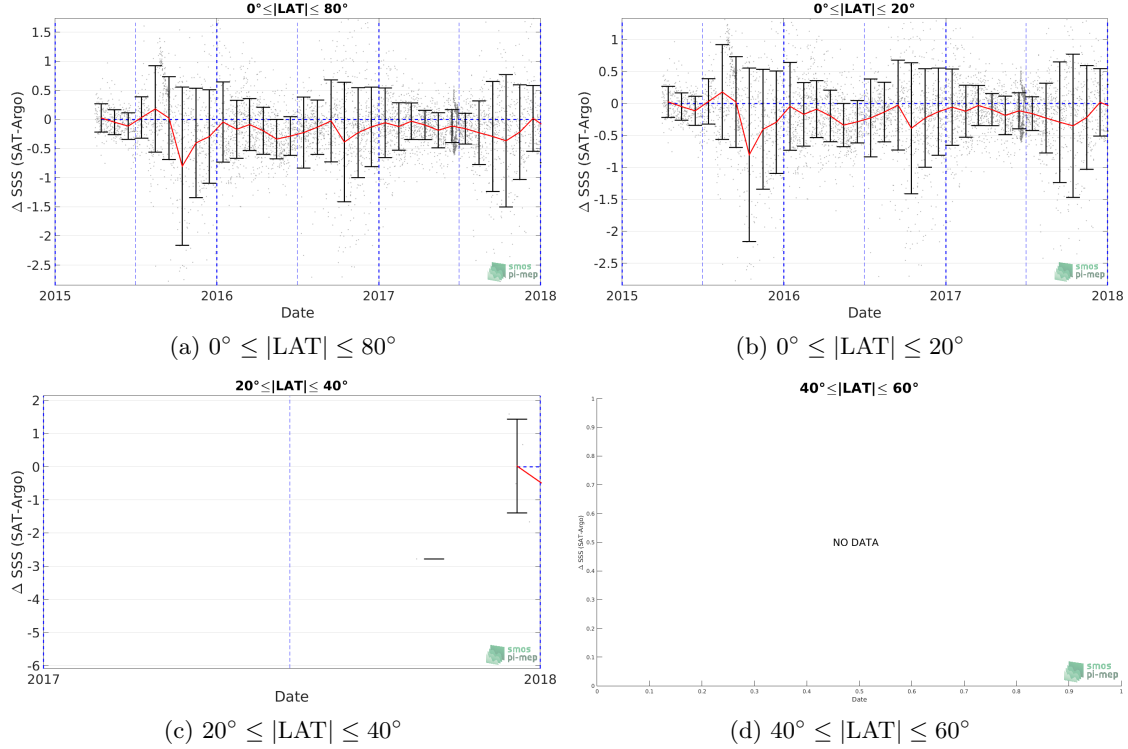 0°≤|LAT|≤ 80°
1.5
1
0.5
0
-0.5
-1
-1.5
-2
-2.5
Δ SSS (SAT-Argo)
2015 2016 2017 2018
Date
smos
pi-mep
(a) 0° ≤ |LAT| ≤ 80°
0°≤|LAT|≤ 20°
1
0.5
0
-0.5
-1
-1.5
-2
-2.5
Δ SSS (SAT-Argo)
2015 2016 2017 2018
Date
smos
pi-mep
(b) 0° ≤ |LAT| ≤ 20°
20°≤|LAT|≤ 40°
2
1
0
-1
-2
-3
-4
-5
-6
Δ SSS (SAT-Argo)
2017 2018
Date
smos
pi-mep
(c) 20° ≤ |LAT| ≤ 40°
40°≤|LAT|≤ 60°
1
0.9
0.8
0.7
0.6
0.5
0.4
0.3
0.2
0.1
0
Δ SSS (SAT-Argo)
NO DATA
0 0.1 0.2 0.3 0.4 0.5 0.6 0.7 0.8 0.9 1
Date
smos
pi-mep
(d) 40° ≤ |LAT| ≤ 60°